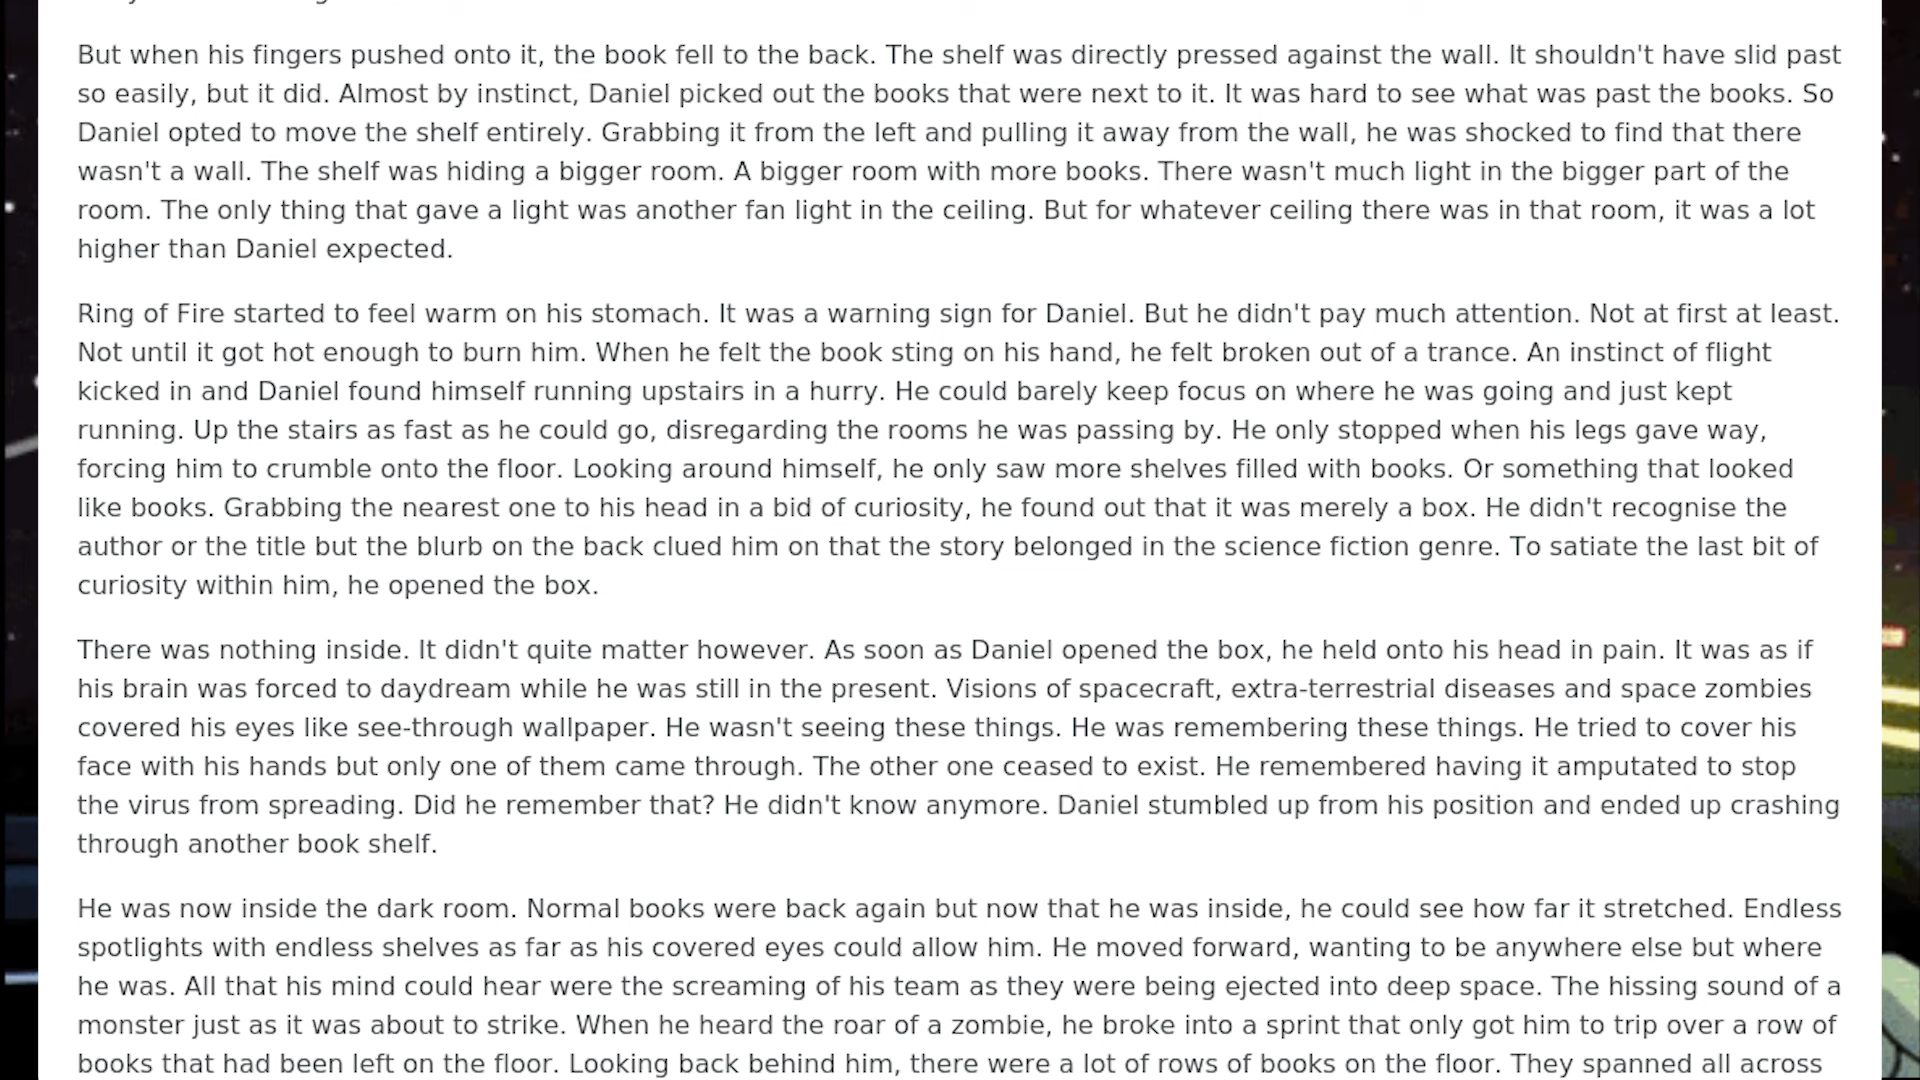 But when his fingers pushed onto it, the book fell to the back. The shelf was directly pressed against the wall. It shouldn't have slid past
so easily, but it did. Almost by instinct, Daniel picked out the books that were next to it. It was hard to see what was past the books. So
Daniel opted to move the shelf entirely. Grabbing it from the left and pulling it away from the wall, he was shocked to find that there
wasn't a wall. The shelf was hiding a bigger room. A bigger room with more books. There wasn't much light in the bigger part of the
room. The only thing that gave a light was another fan light in the ceiling. But for whatever ceiling there was in that room, it was a lot
higher than Daniel expected.
Ring of Fire started to feel warm on his stomach. It was a warning sign for Daniel. But he didn't pay much attention. Not at first at least.
Not until it got hot enough to burn him. When he felt the book sting on his hand, he felt broken out of a trance. An instinct of flight
kicked in and Daniel found himself running upstairs in a hurry. He could barely keep focus on where he was going and just kept
running. Up the stairs as fast as he could go, disregarding the rooms he was passing by. He only stopped when his legs gave way,
forcing him to crumble onto the floor. Looking around himself, he only saw more shelves filled with books. Or something that looked
like books. Grabbing the nearest one to his head in a bid of curiosity, he found out that it was merely a box. He didn't recognise the
author or the title but the blurb on the back clued him on that the story belonged in the science fiction genre. To satiate the last bit of
curiosity within him, he opened the box.
There was nothing inside. It didn't quite matter however. As soon as Daniel opened the box, he held onto his head in pain. It was as if
his brain was forced to daydream while he was still in the present. Visions of spacecraft, extra-terrestrial diseases and space zombies
covered his eyes like see-through wallpaper. He wasn't seeing these things. He was remembering these things. He tried to cover his
face with his hands but only one of them came through. The other one ceased to exist. He remembered having it amputated to stop
the virus from spreading. Did he remember that? He didn't know anymore. Daniel stumbled up from his position and ended up crashing
through another book shelf.
He was now inside the dark room. Normal books were back again but now that he was inside, he could see how far it stretched. Endless
spotlights with endless shelves as far as his covered eyes could allow him. He moved forward, wanting to be anywhere else but where
he was. All that his mind could hear were the screaming of his team as they were being ejected into deep space. The hissing sound of a
monster just as it was about to strike. When he heard the roar of a zombie, he broke into a sprint that only got him to trip over a row of
books that had been left on the floor. Looking back behind him, there were a lot of rows of books on the floor. They spanned all across